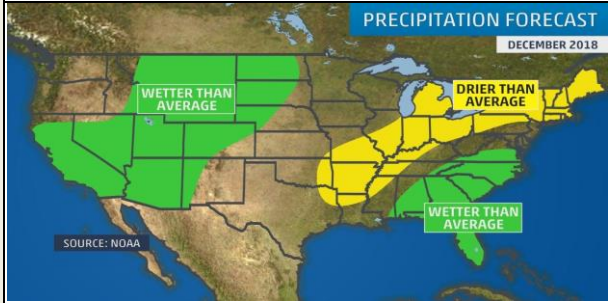 PRECIPITATION FORECAST
DECEMBER 2018
WETTER THAN
AVERAGE
DRIER THAN
AVERAGE
WETTER THAN
AVERAGE
SOURCE: NOAA